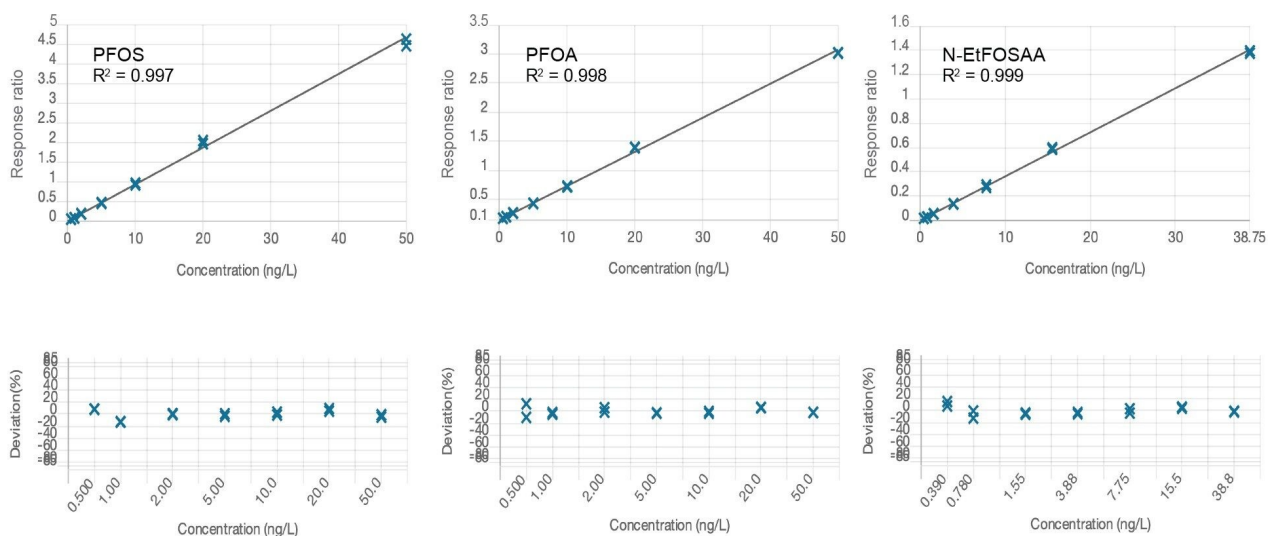 PFOS
R² = 0.997
Response ratio
5
4.5
4
3.5
3
2.5
2
1.5
1
0.5
0
0 10 20 30 40 50
Concentration (ng/L)
PFOA
R² = 0.998
Response ratio
3.5
3
2.5
2
1.5
1
0.5
0.1
0 10 20 30 40 50
Concentration (ng/L)
N-EtFOSAA
R² = 0.999
Response ratio
1.6
1.4
1.2
1
0.8
0.6
0.4
0.2
0
0 10 20 30 38.75
Concentration (ng/L)
Deviation(%)
60
40
20
0
-20
-40
-60
0.500 1.00 2.00 5.00 10.0 20.0 50.0
Concentration (ng/L)
Deviation(%)
60
40
20
0
-20
-40
-60
0.500 1.00 2.00 5.00 10.0 20.0 50.0
Concentration (ng/L)
Deviation(%)
60
40
20
0
-20
-40
-60
0.390 0.780 1.55 3.88 7.75 15.5 38.8
Concentration (ng/L)